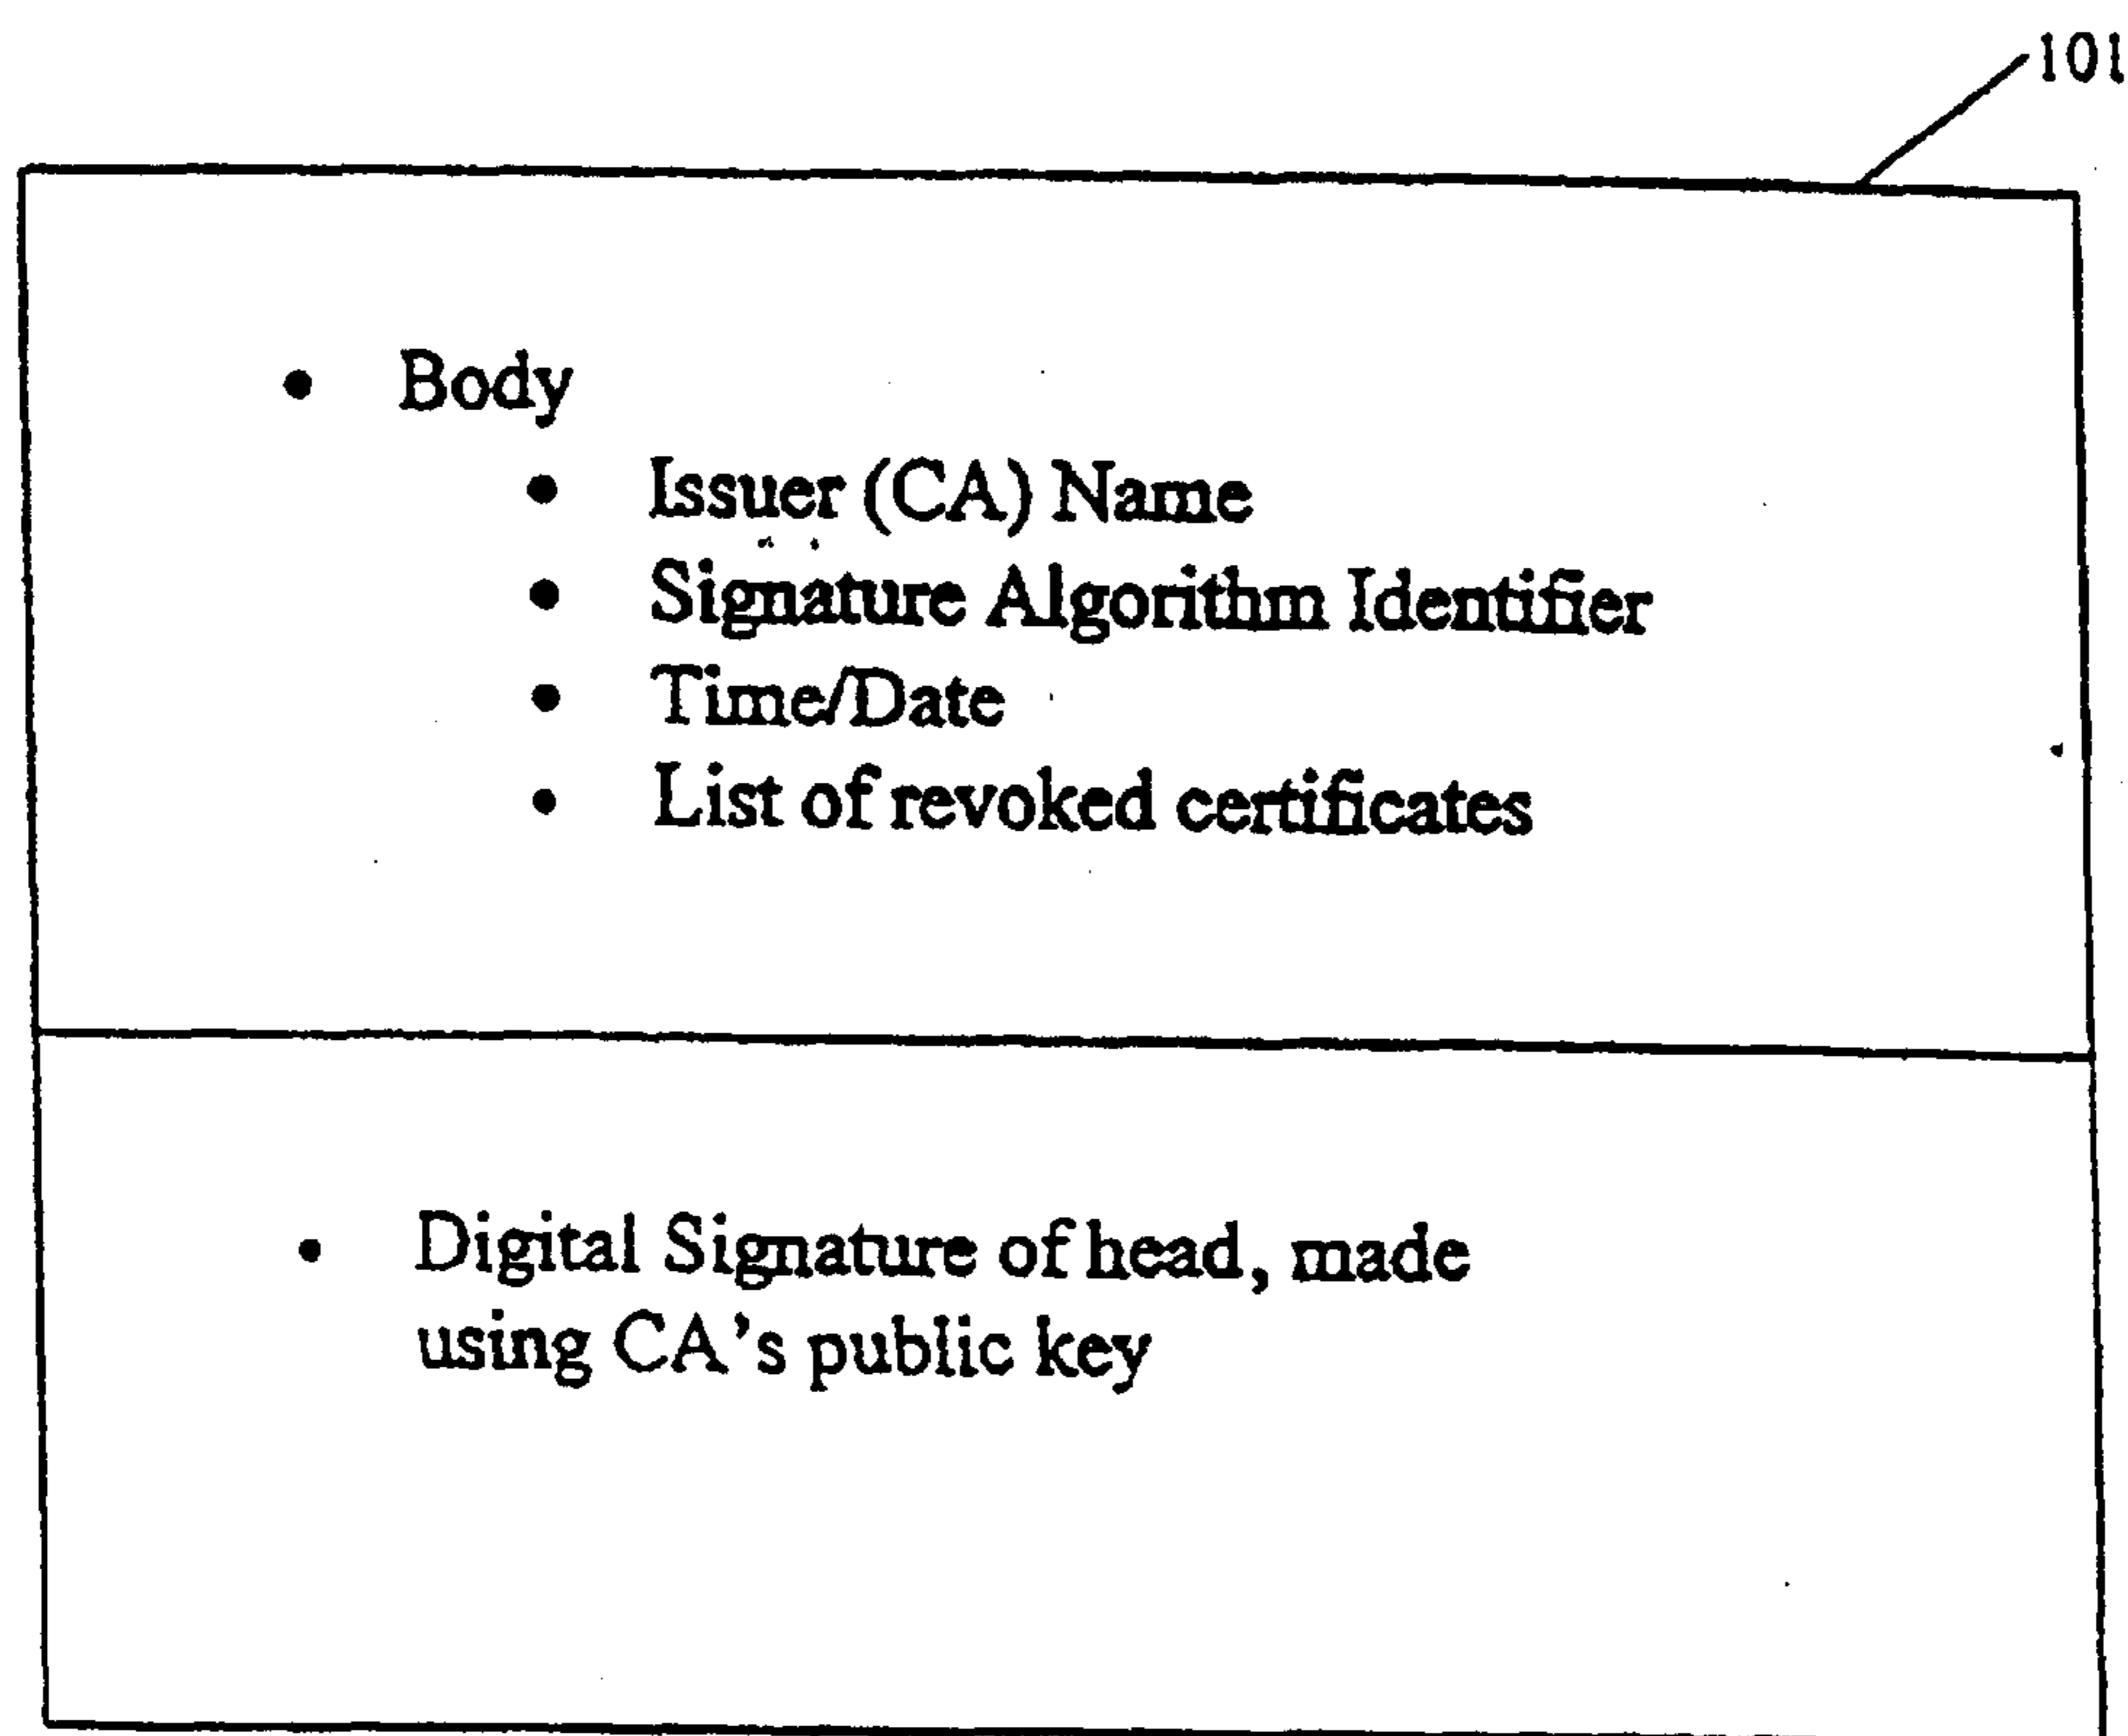 101
• Body
• Issuer (CA) Name
• Signature Algorithm Identifier
• Time/Date
• List of revoked certificates
• Digital Signature of head, made
using CA's public key